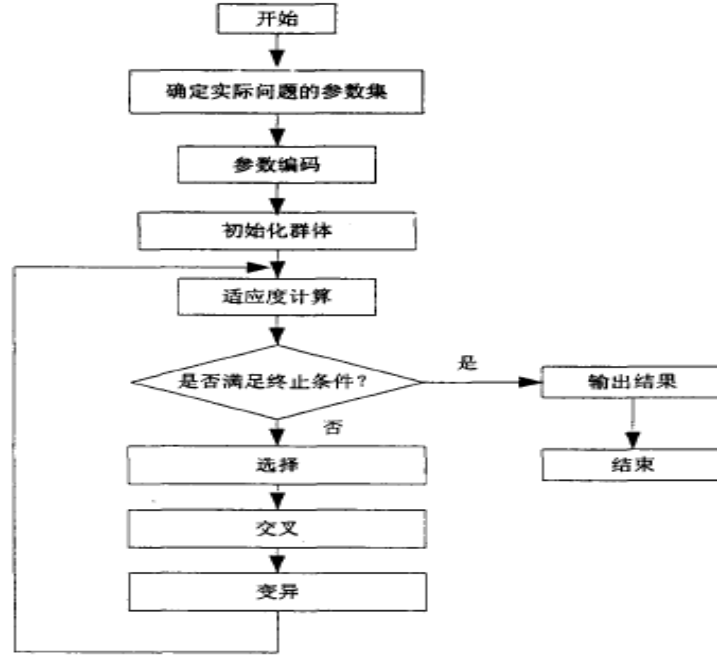 开始
确定实际问题的参数集
参数编码
初始化群体
适应度计算
是否满足终止条件？
是
输出结果
否
结束
选择
交叉
变异